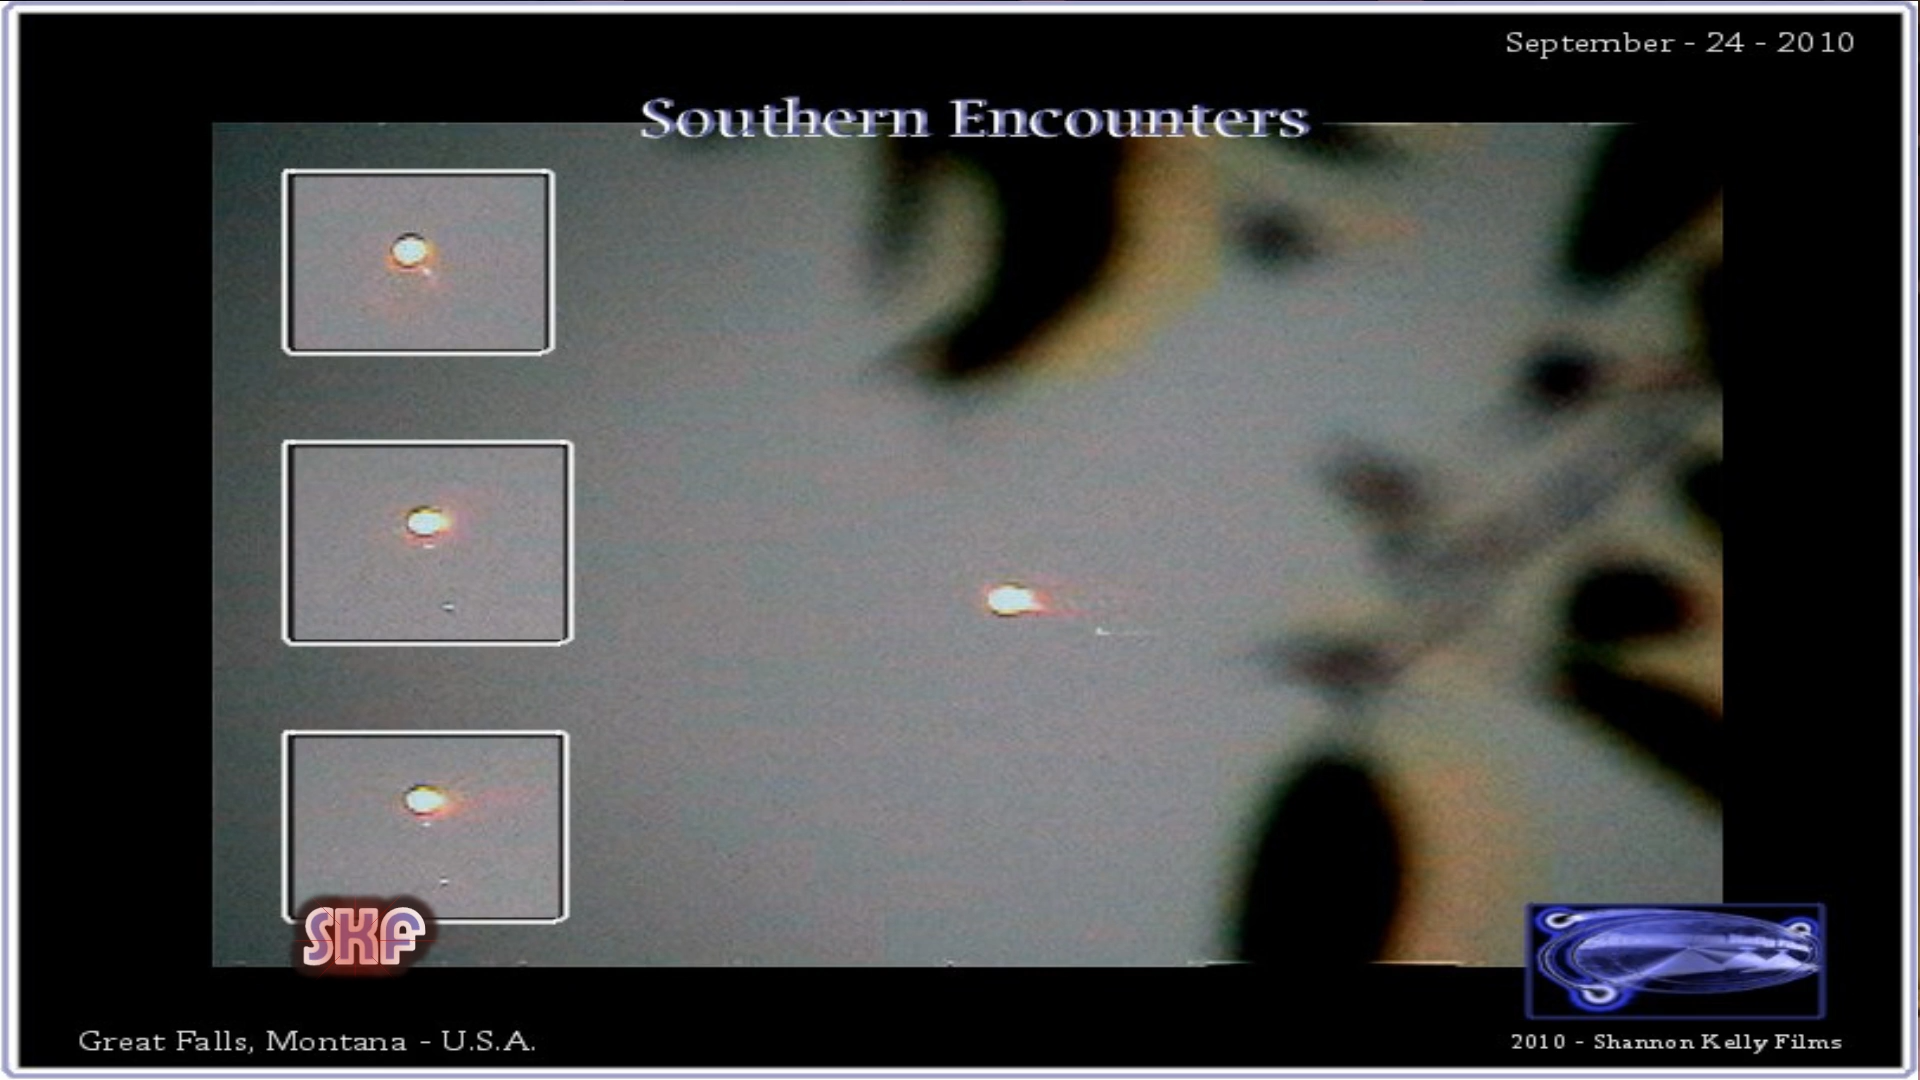 September - 24 - 2010
Southern Encounters
SKF
Great Falls, Montana - U.S.A.
2010 - Shannon Kelly Films